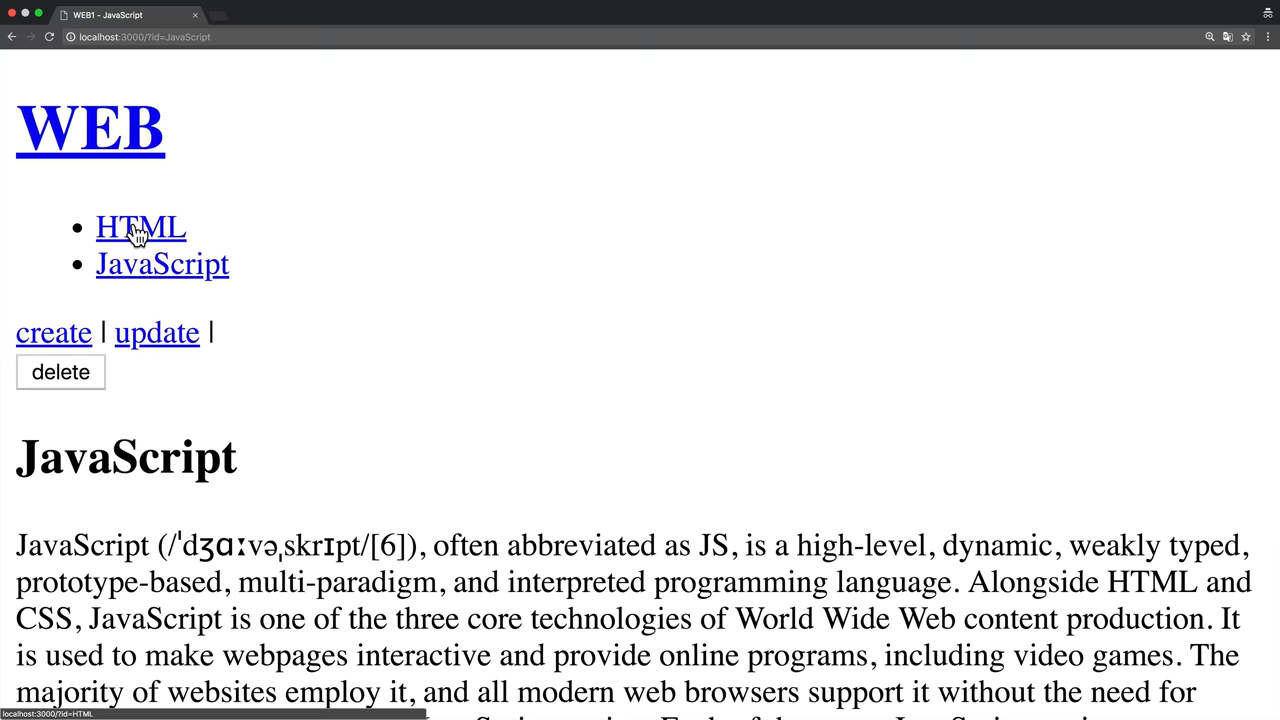 WEB1 - JavaScript
localhost:3000/?id=JavaScript
WEB
HTML
JavaScript
create | update |
delete
JavaScript
JavaScript (/ˈdʒɑːvəˌskrɪpt/[6]), often abbreviated as JS, is a high-level, dynamic, weakly typed,
prototype-based, multi-paradigm, and interpreted programming language. Alongside HTML and
CSS, JavaScript is one of the three core technologies of World Wide Web content production. It
is used to make webpages interactive and provide online programs, including video games. The
majority of websites employ it, and all modern web browsers support it without the need for
localhost:3000/?id=HTML